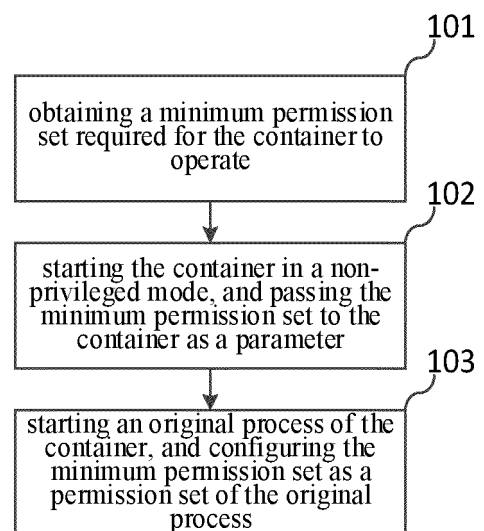 101
obtaining a minimum permission
set required for the container to
operate
102
starting the container in a non-
privileged mode, and passing the
minimum permission set to the
container as a parameter
103
starting an original process of the
container, and configuring the
minimum permission set as a
permission set of the original
process